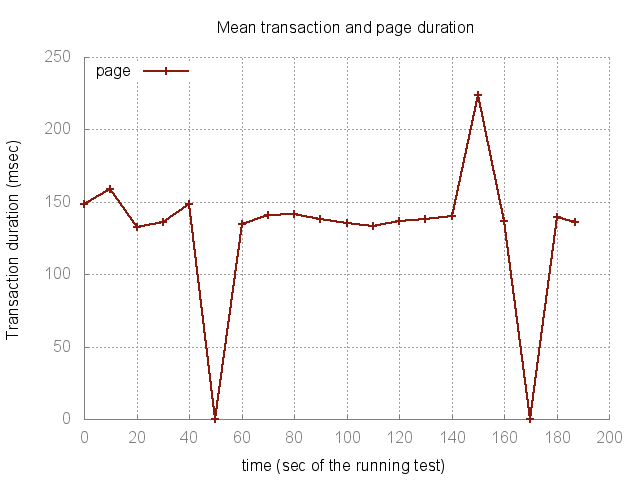 Mean transaction and page duration
250
page
200
150
100
50
0
Transaction duration (msec)
0 20 40 60 80 100 120 140 160 180 200
time (sec of the running test)